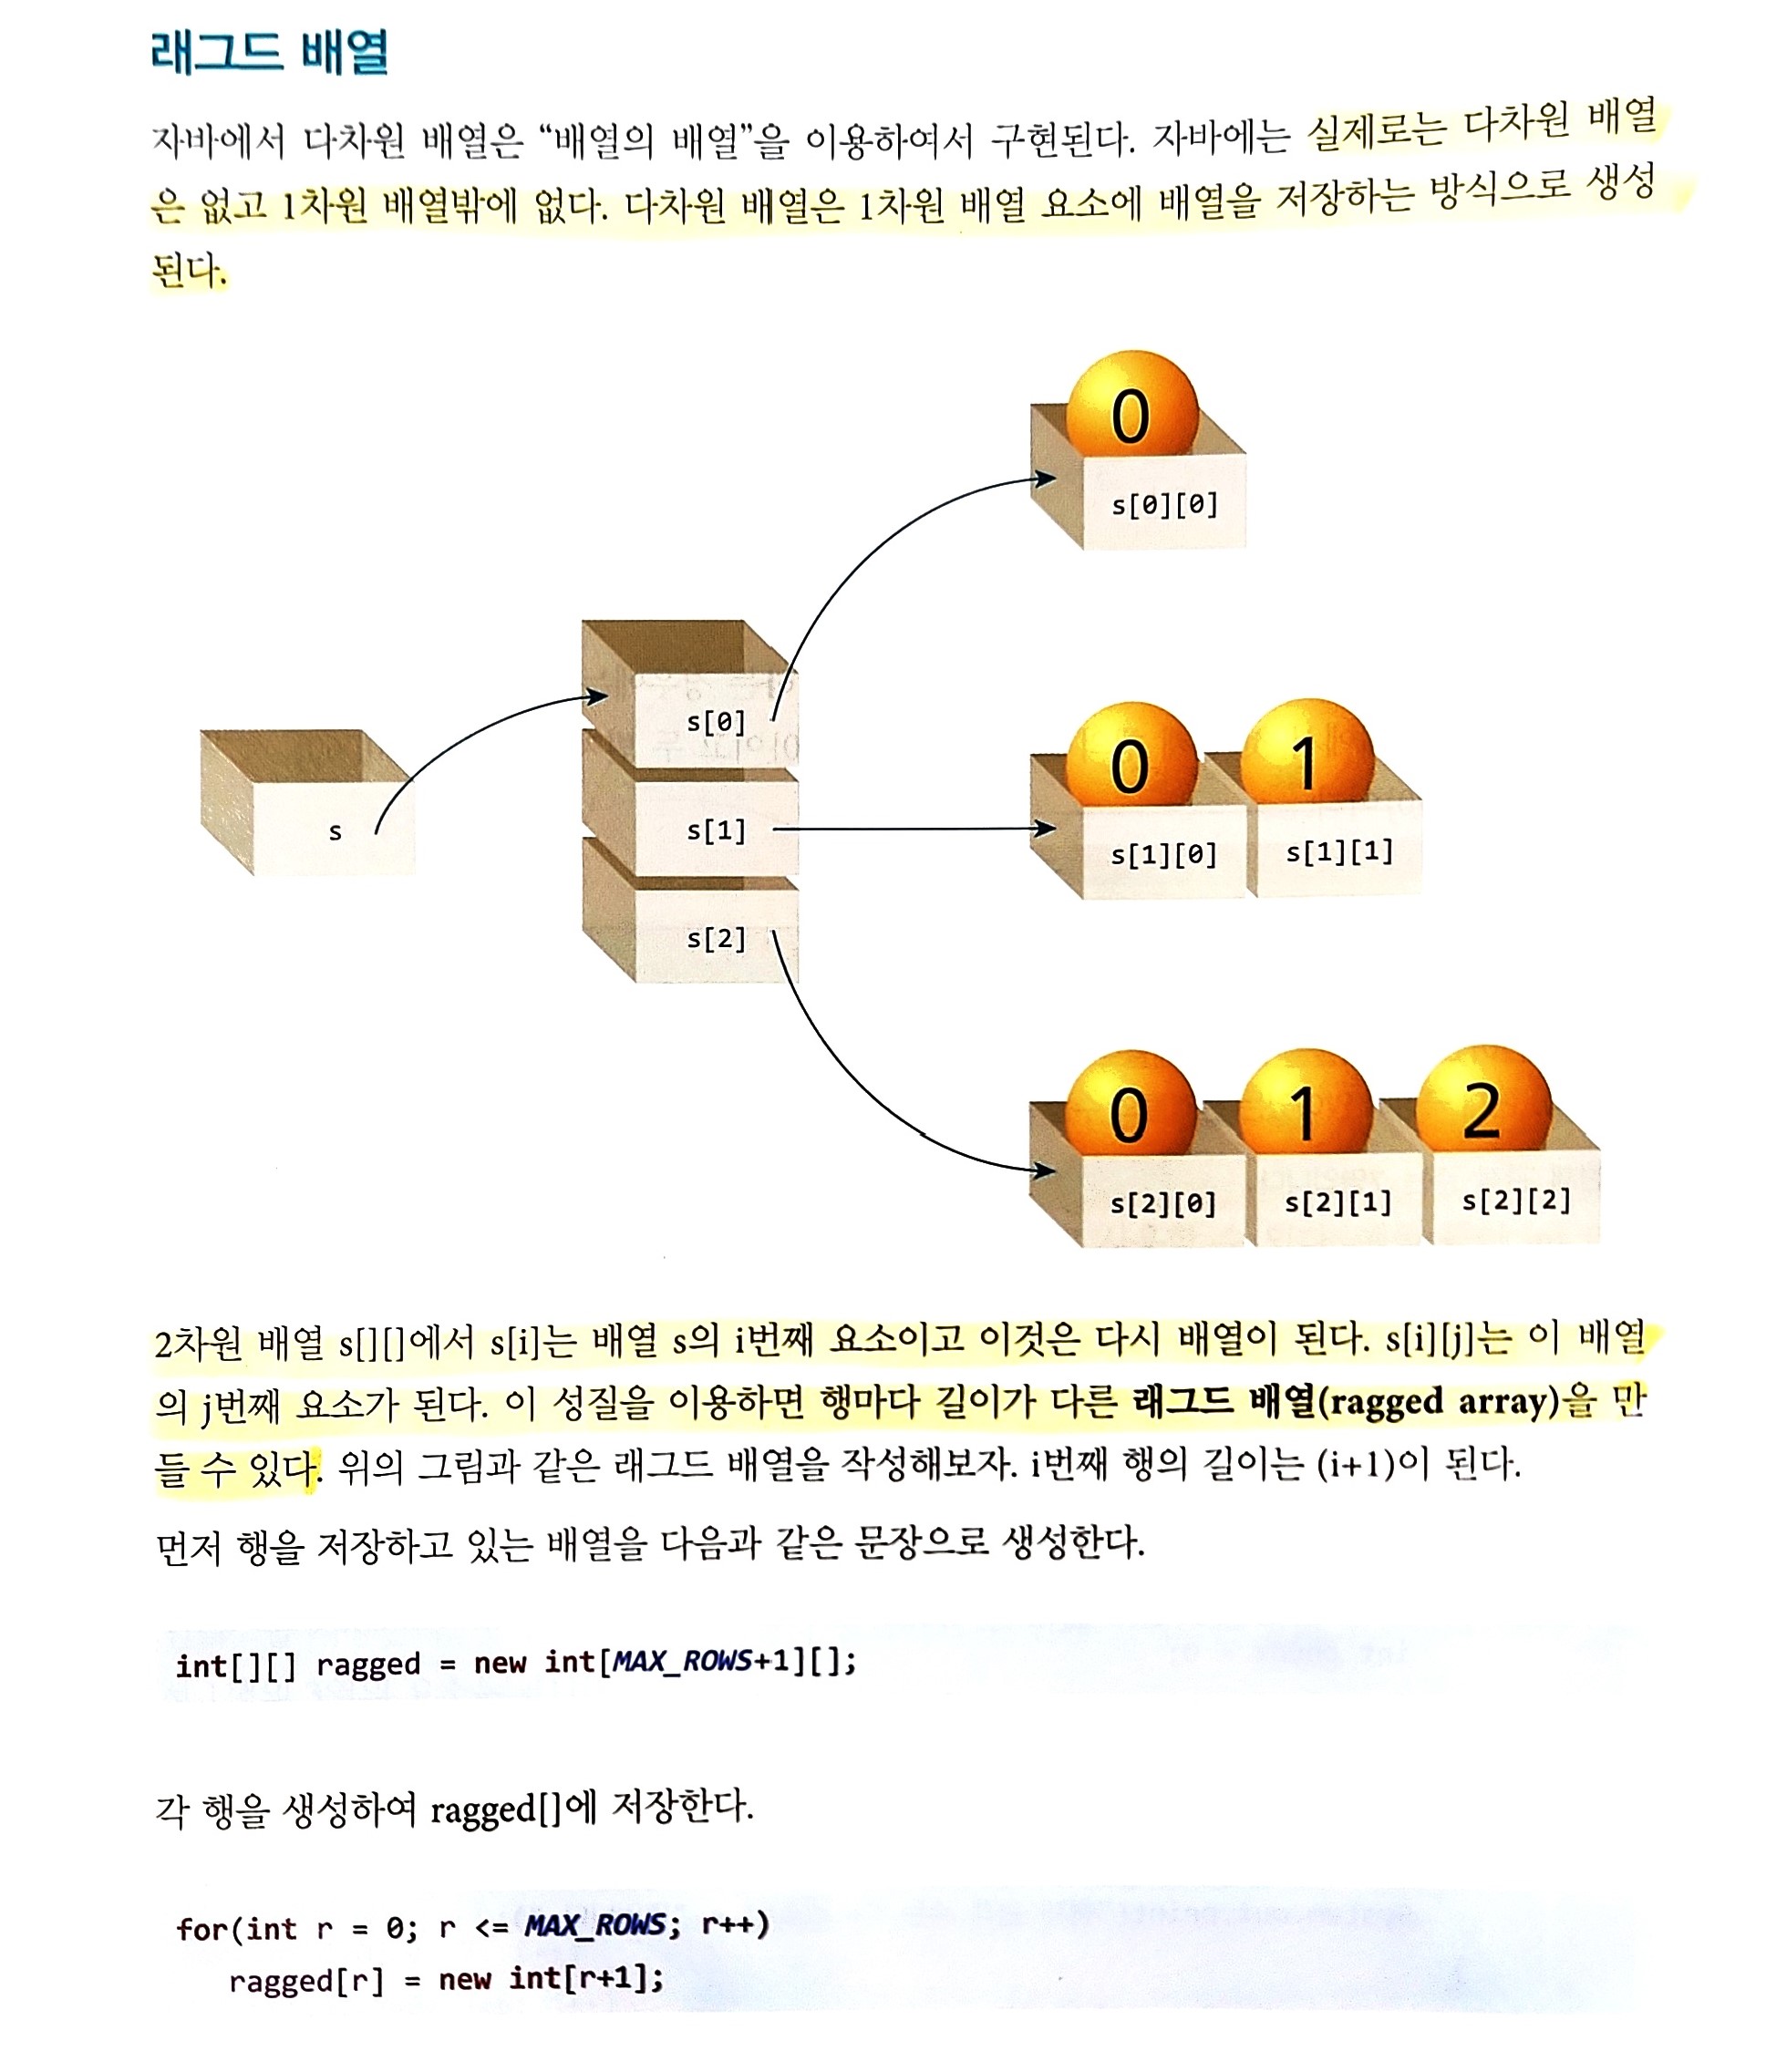 래그드 배열
자바에서 다차원 배열은 “배열의 배열”을 이용하여서 구현된다. 자바에는 실제로는 다차원 배열
은 없고 1차원 배열밖에 없다. 다차원 배열은 1차원 배열 요소에 배열을 저장하는 방식으로 생성
된다.
0
s[0][0]
s
s[0]
s[1]
s[2]
0 1
s[1][0] s[1][1]
0 1 2
s[2][0] s[2][1] s[2][2]
2차원 배열 s[][]에서 s[i]는 배열 s의 i번째 요소이고 이것은 다시 배열이 된다. s[i][j]는 이 배열
의 j번째 요소가 된다. 이 성질을 이용하면 행마다 길이가 다른 래그드 배열(ragged array)을 만
들 수 있다. 위의 그림과 같은 래그드 배열을 작성해보자. i번째 행의 길이는 (i+1)이 된다.
먼저 행을 저장하고 있는 배열을 다음과 같은 문장으로 생성한다.
int[][] ragged = new int[MAX_ROWS+1][];
각 행을 생성하여 ragged[]에 저장한다.
for(int r = 0; r <= MAX_ROWS; r++)
ragged[r] = new int[r+1];